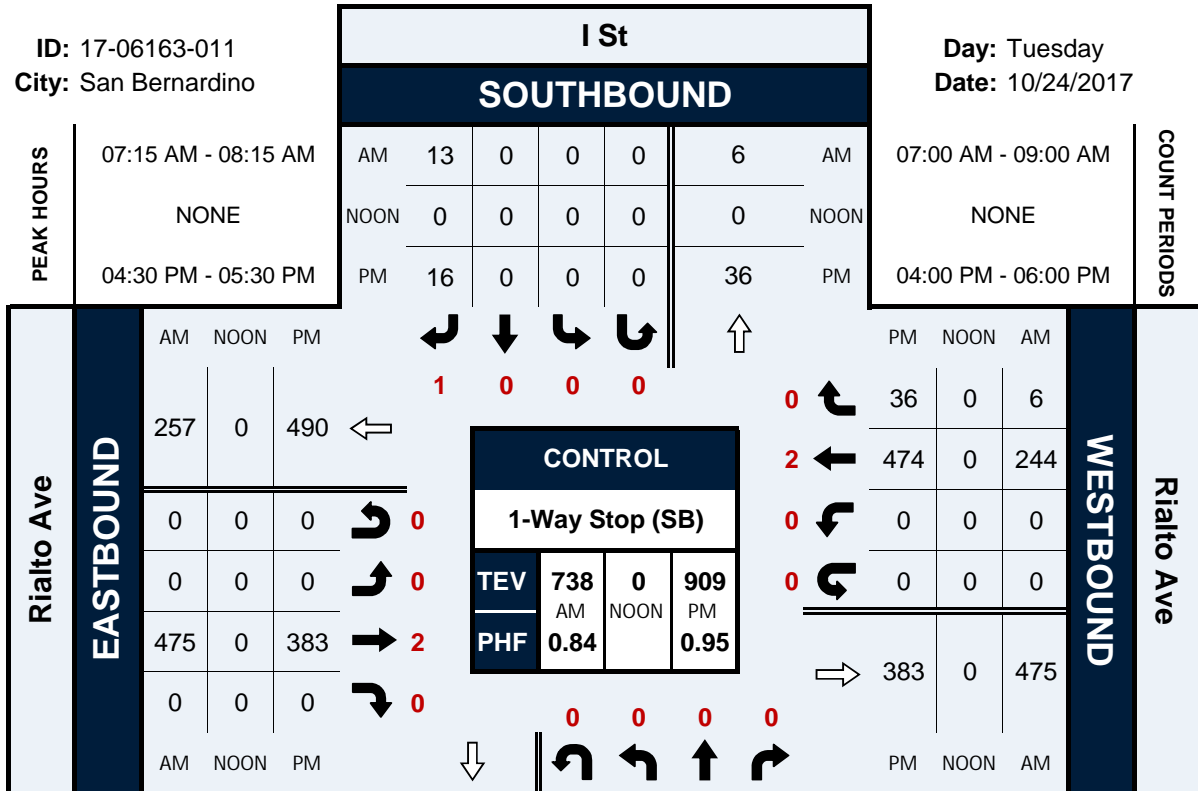 I St
ID: 17-06163-011
Day: Tuesday
City: San Bernardino
Date: 10/24/2017
SOUTHBOUND
PEAK HOURS
07:15 AM - 08:15 AM
AM 13 0 0 0 6 AM
07:00 AM - 09:00 AM
COUNT PERIODS
NONE
NOON 0 0 0 0 0 NOON
NONE
04:30 PM - 05:30 PM
PM 16 0 0 0 36 PM
04:00 PM - 06:00 PM
AM NOON PM
PM NOON AM
1 0 0 0
0 36 0 6
257 0 490
CONTROL
2 474 0 244
Rialto Ave
EASTBOUND
WESTBOUND
Rialto Ave
0 0 0 0
1-Way Stop (SB)
0 0 0 0
0 0 0 0
TEV 738 0 909
0 0 0 0
AM NOON PM
475 0 383 2
PHF 0.84 0.95
383 0 475
0 0 0 0
0 0 0 0
AM NOON PM
PM NOON AM